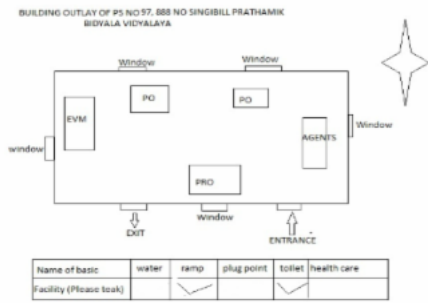 BUILDING OUTLAY OF PS NO 97, 888 NO SINGIBILL PRATHAMIK
BIDYALA VIDYALAYA
Window
Window
PO
PO
EVM
AGENTS
Window
window
PRO
Window
EXIT
ENTRANCE
Name of basic water ramp plug point toilet health care
Facility (Please teak)